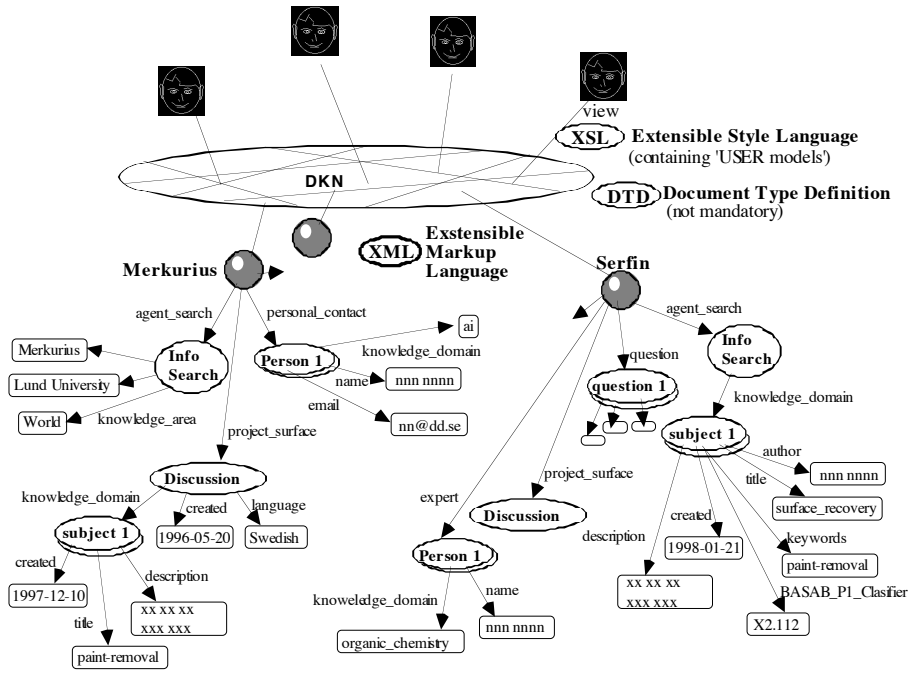 view
XSL Extensible Style Language
(containing 'USER models')
DKN
DTD Document Type Definition
(not mandatory)
XML Exstensible
Markup
Language
Merkurius
Serfin
agent_search
personal_contact
Info
Search
Merkurius
Lund University
World
knowledge_area
Person 1
ai
knowledge_domain
name
nnn nnnn
email
nn@dd.se
project_surface
Discussion
knowledge_domain
created
language
1996-05-20
Swedish
subject 1
created
1997-12-10
title
description
xx xx xx
xxx xxx
paint-removal
agent_search
Info
Search
question
question 1
knowledge_domain
subject 1
author
nnn nnnn
title
surface_recovery
keywords
paint-removal
BASAB_P1_Clasifier
X2.112
created
1998-01-21
description
xx xx xx
xxx xxx
project_surface
Discussion
expert
Person 1
knoweledge_domain
organic_chemistry
name
nnn nnnn